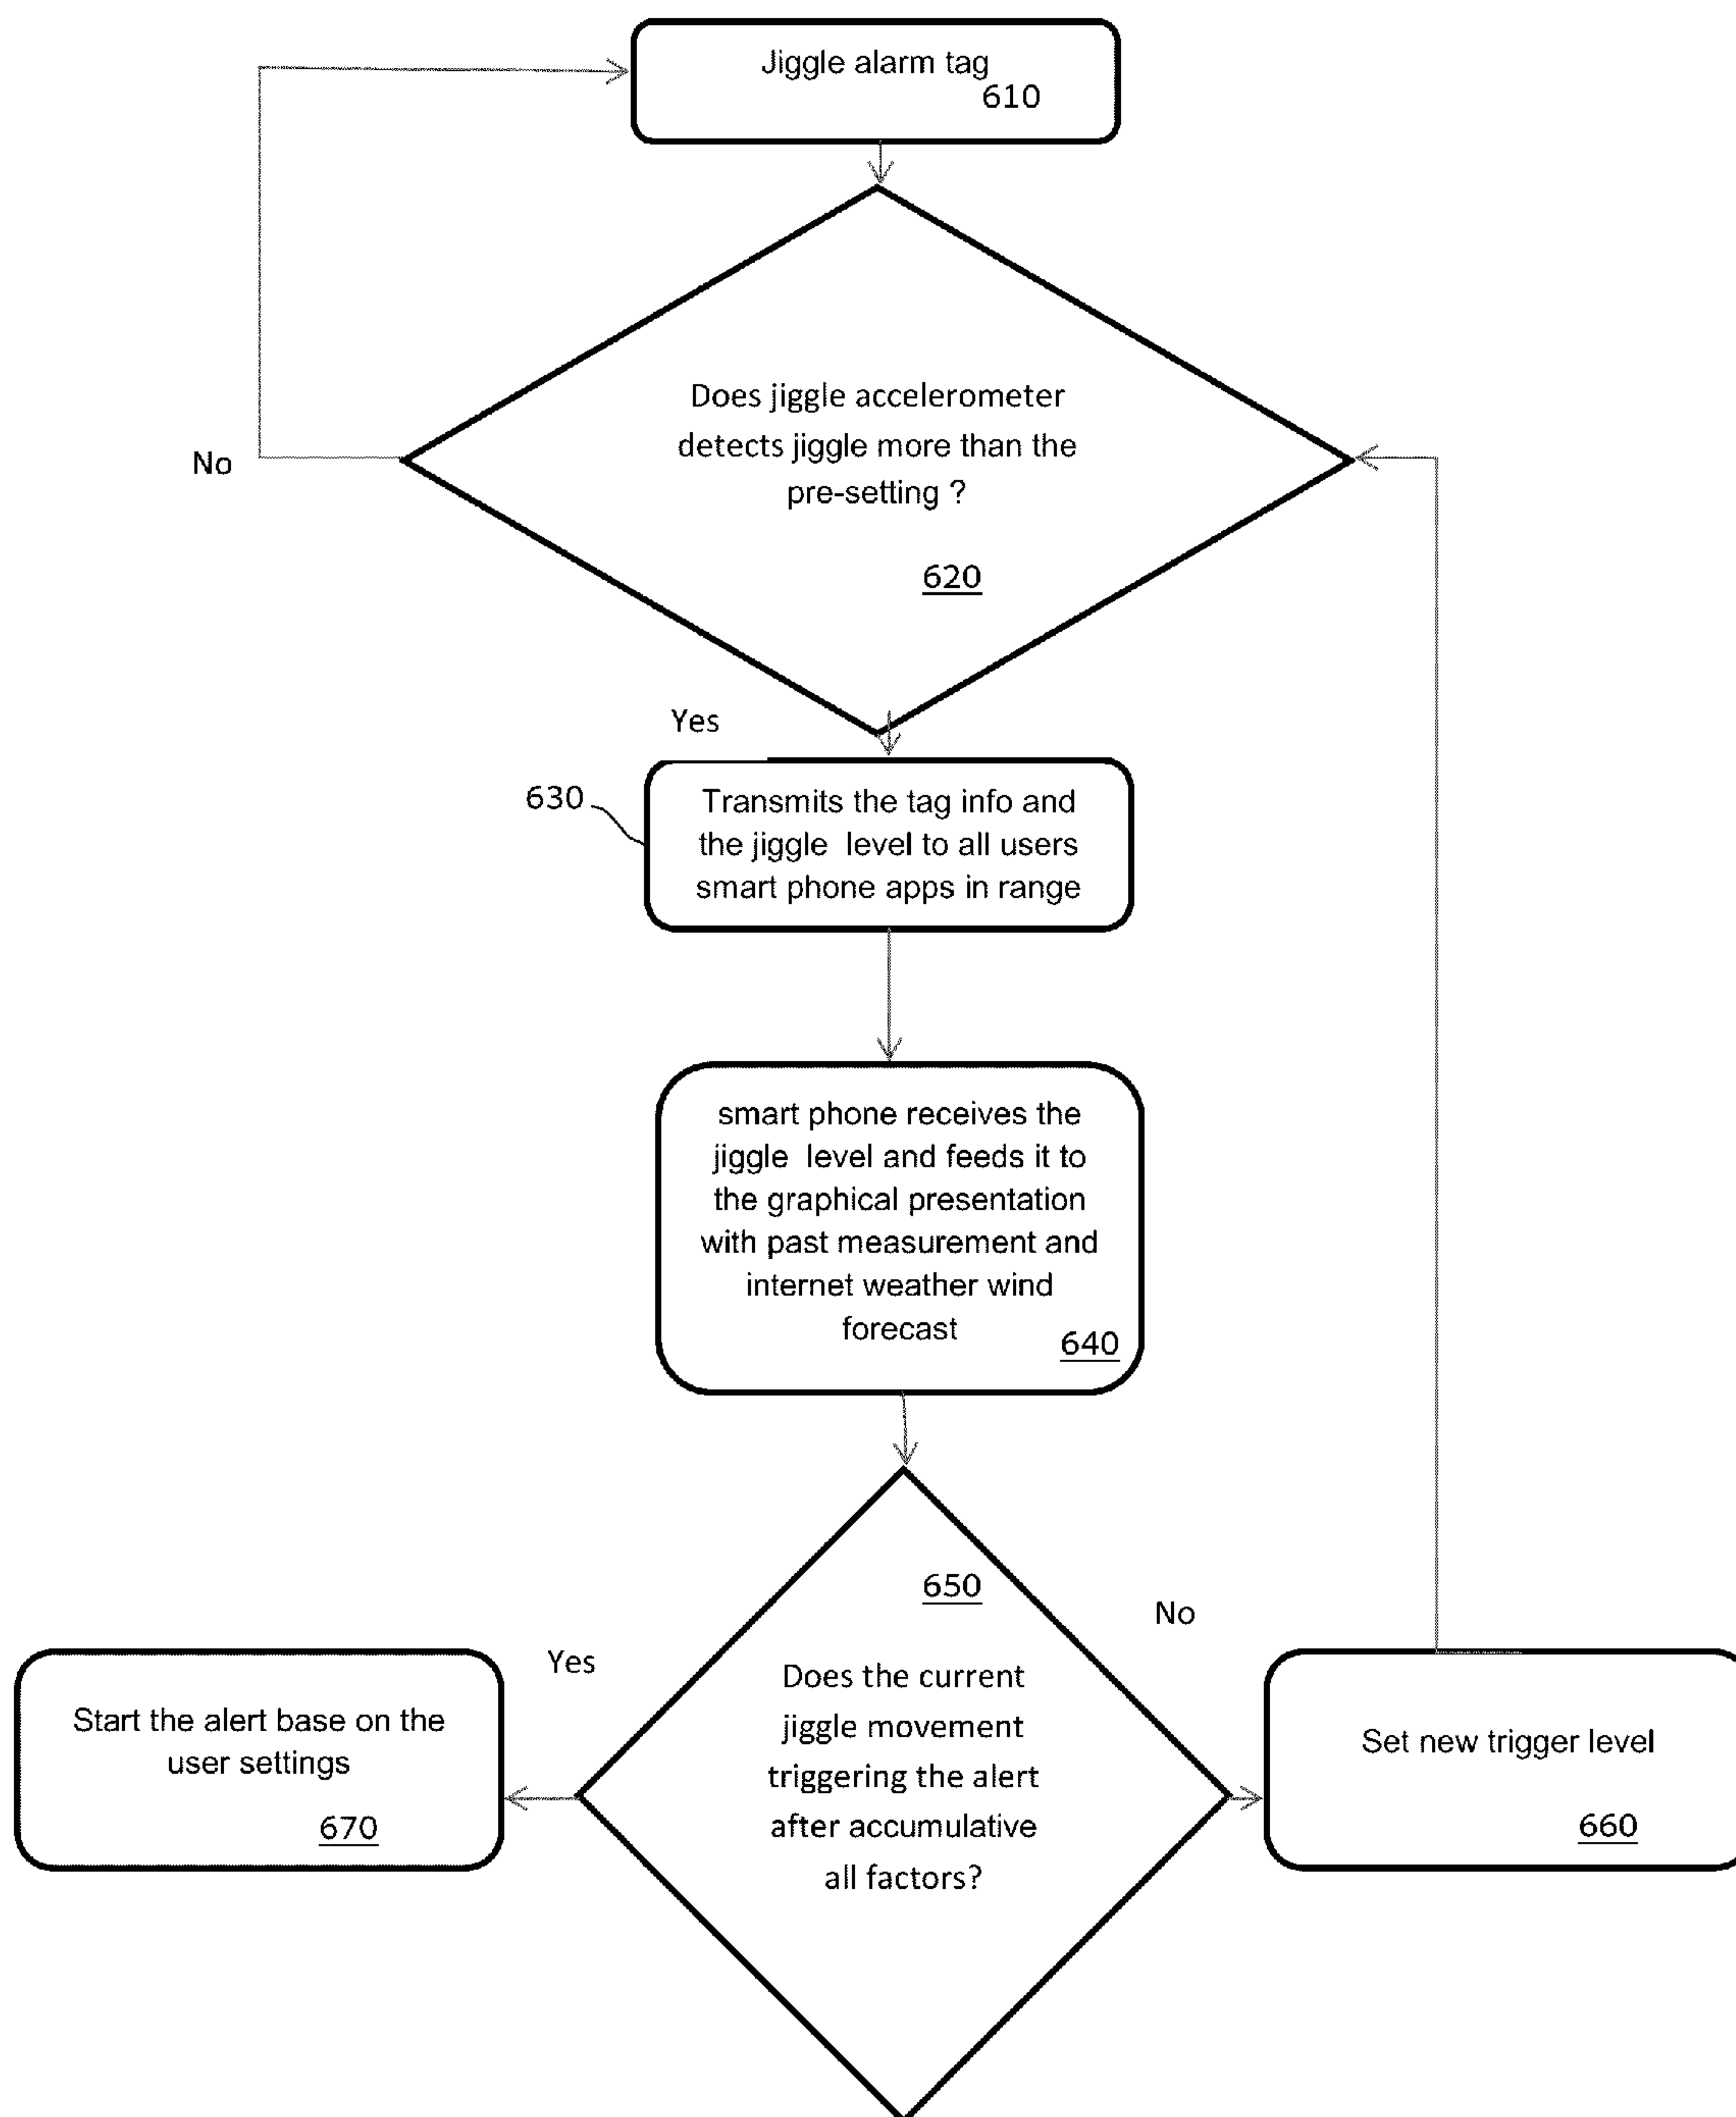 Jiggle alarm tag
610
Does jiggle accelerometer
detects jiggle more than the
pre-setting ?
620
No
Yes
630
Transmits the tag info and
the jiggle level to all users
smart phone apps in range
smart phone receives the
jiggle level and feeds it to
the graphical presentation
with past measurement and
internet weather wind
forecast
640
650
Does the current
jiggle movement
triggering the alert
after accumulative
all factors?
Yes
No
Start the alert base on the
user settings
670
Set new trigger level
660